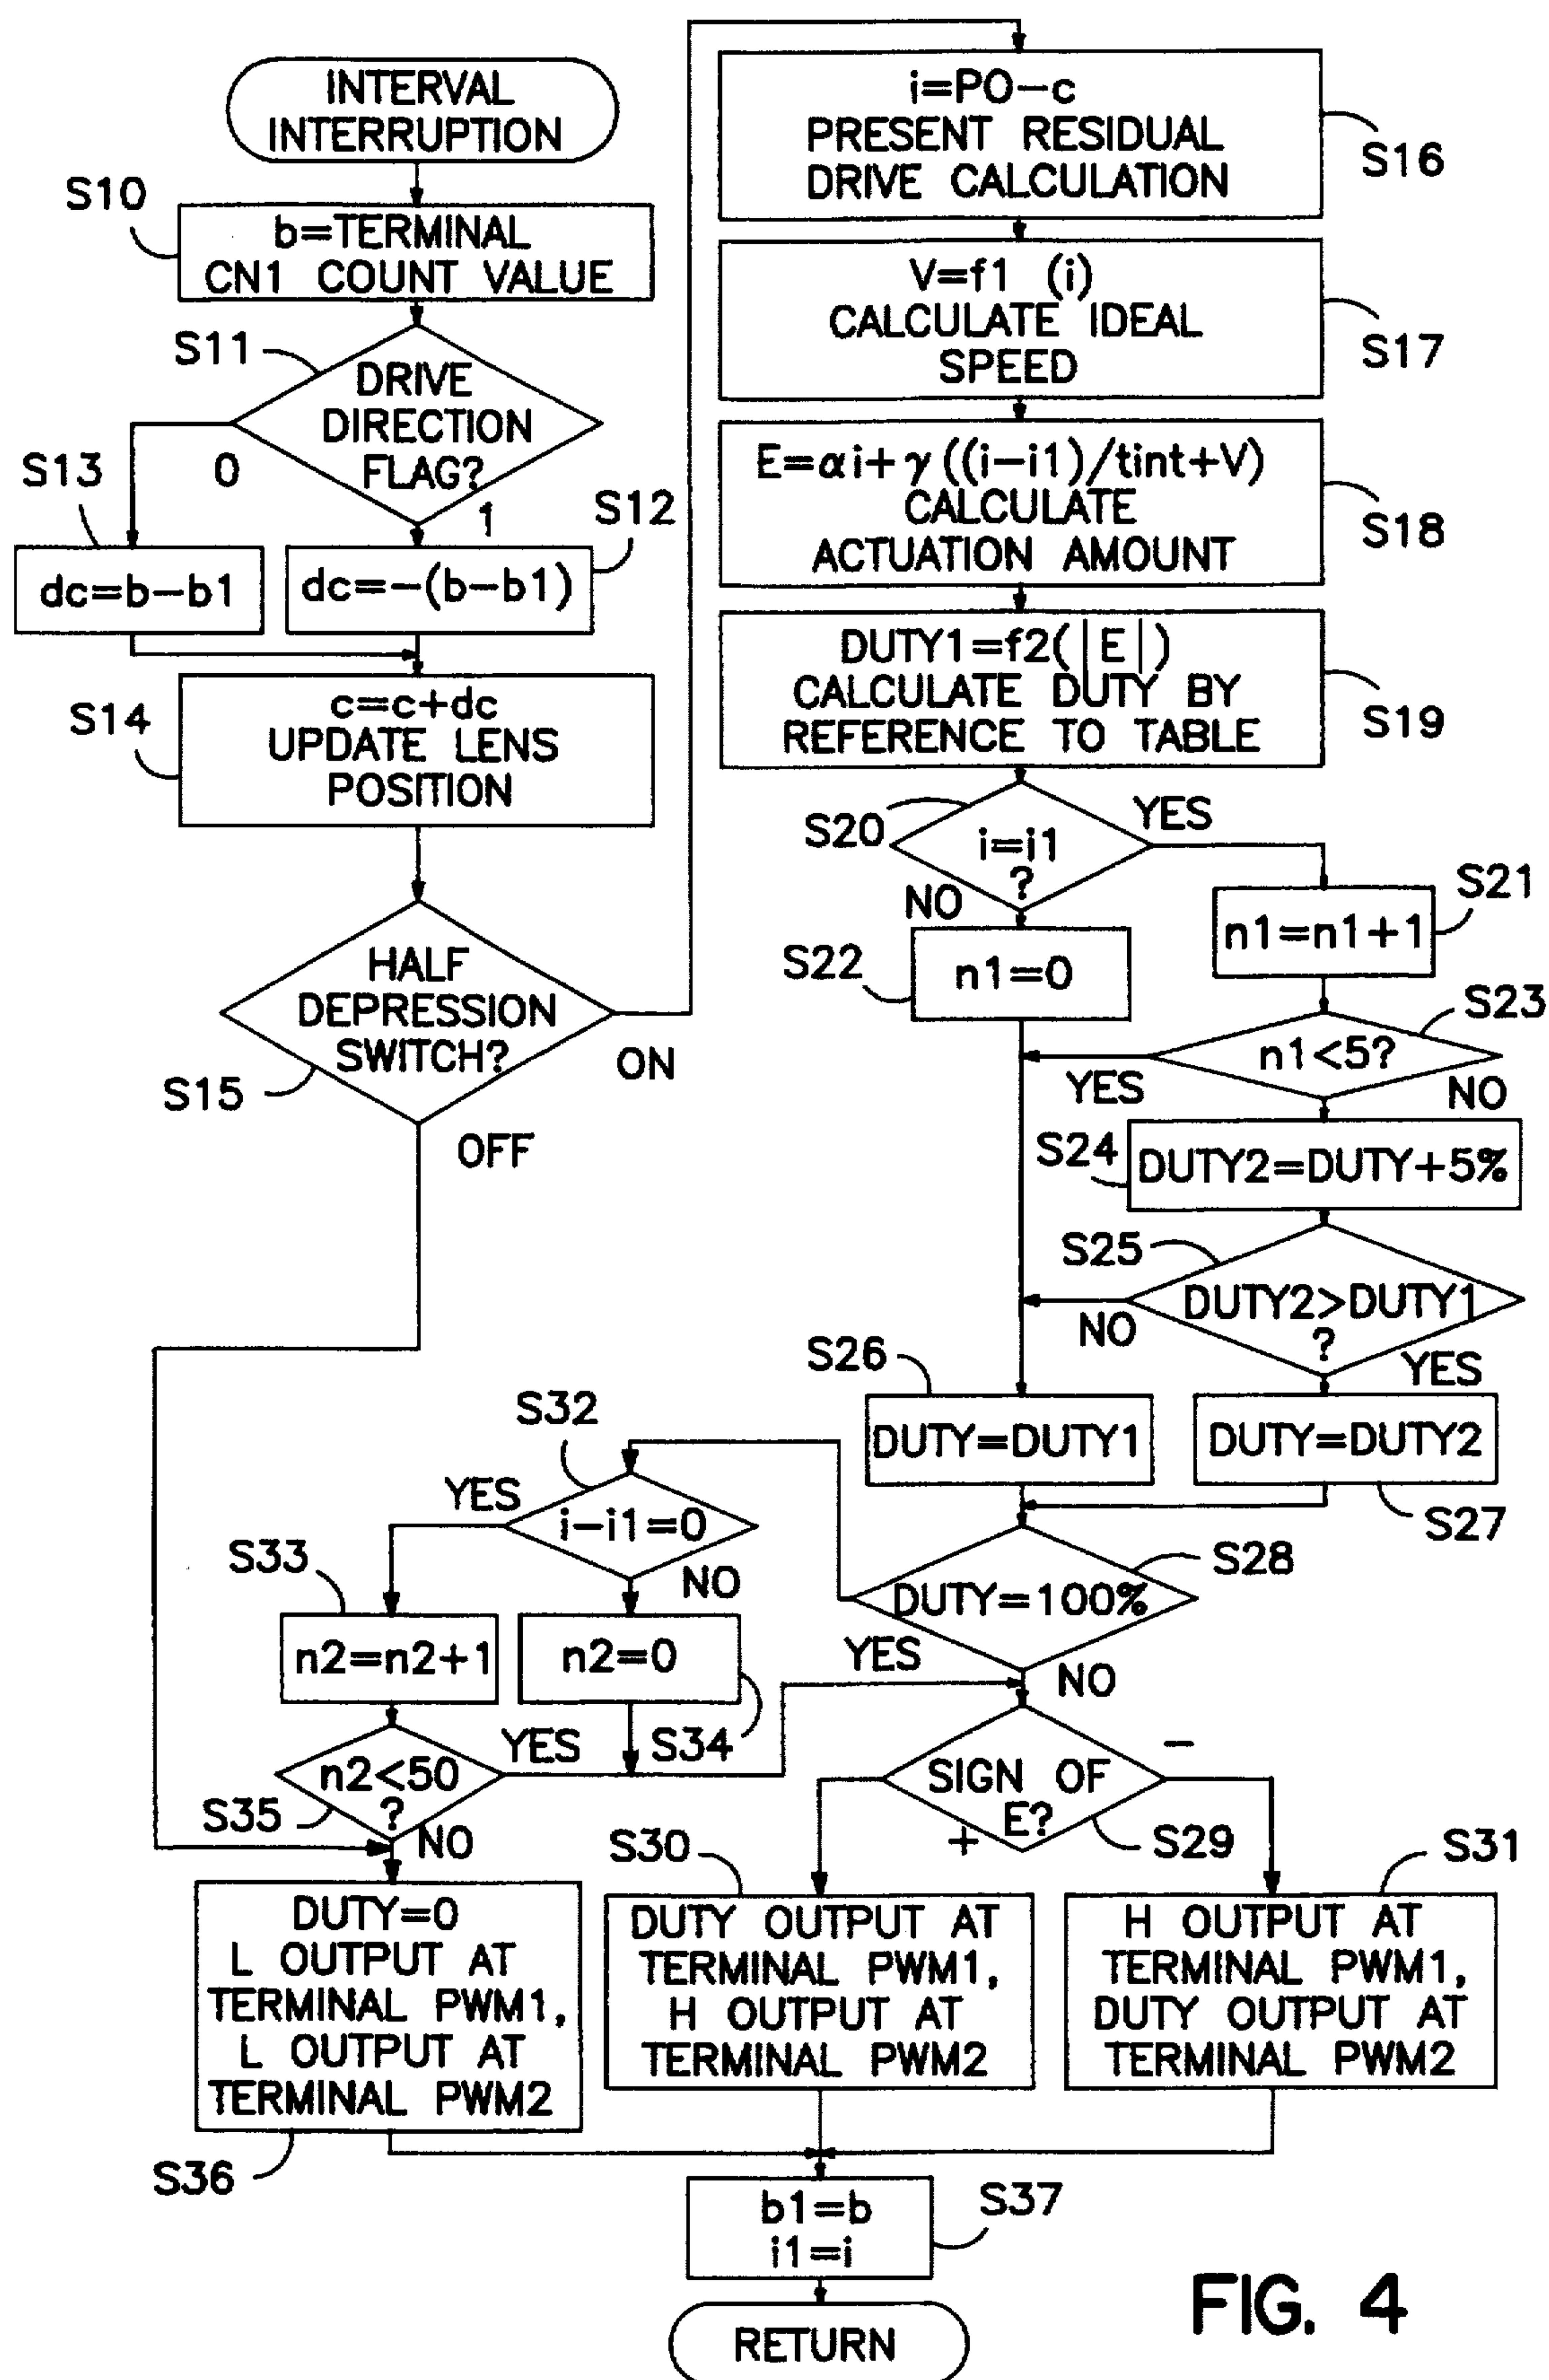 INTERVAL
INTERRUPTION
S10
b=TERMINAL
CN1 COUNT VALUE
S11
DRIVE
DIRECTION
FLAG?
0
1
S13
dc=b-b1
S12
dc=-(b-b1)
S14
c=c+dc
UPDATE LENS
POSITION
HALF
DEPRESSION
SWITCH?
S15
ON
OFF
i=PO-c
PRESENT RESIDUAL
DRIVE CALCULATION
S16
V=f1 (i)
CALCULATE IDEAL
SPEED
S17
E=αi+γ((i-i1)/tint+V)
CALCULATE
ACTUATION AMOUNT
S18
DUTY1=f2(|E|)
CALCULATE DUTY BY
REFERENCE TO TABLE
S19
S20
i=i1
?
YES
NO
S21
n1=n1+1
S22
n1=0
S23
n1<5?
YES
NO
S24
DUTY2=DUTY+5%
S25
DUTY2>DUTY1
?
NO
YES
S26
DUTY=DUTY1
DUTY=DUTY2
S27
S28
DUTY=100%
YES
NO
S32
i-i1=0
YES
NO
S33
n2=n2+1
n2=0
S34
n2<50
?
S35
YES
NO
SIGN OF
E?
+
-
S29
S30
DUTY OUTPUT AT
TERMINAL PWM1,
H OUTPUT AT
TERMINAL PWM2
S31
H OUTPUT AT
TERMINAL PWM1,
DUTY OUTPUT AT
TERMINAL PWM2
DUTY=0
L OUTPUT AT
TERMINAL PWM1,
L OUTPUT AT
TERMINAL PWM2
S36
b1=b
i1=i
S37
RETURN
FIG. 4